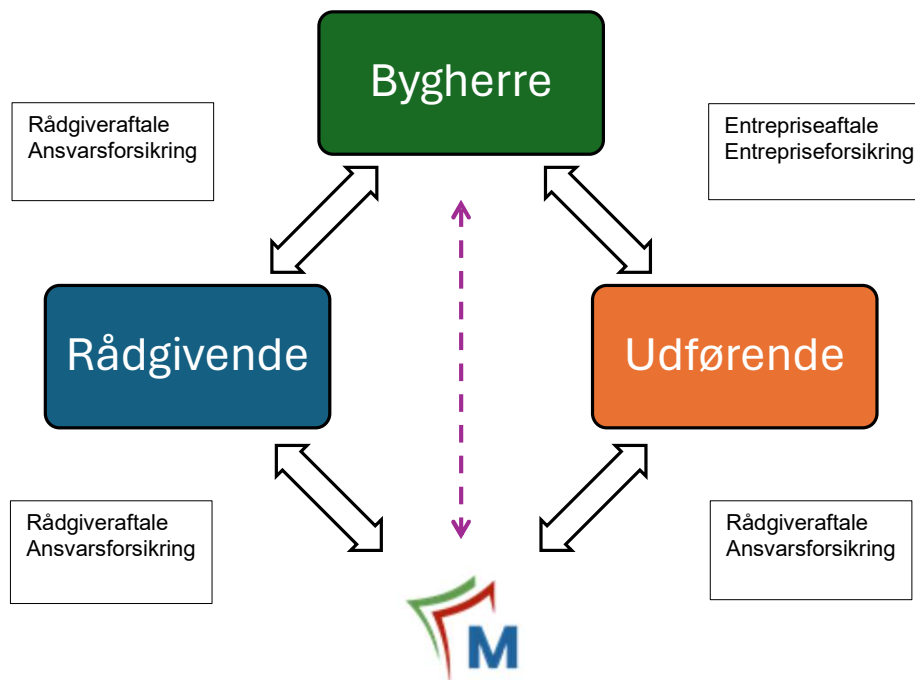 Bygherre
Rådgiveraftale
Ansvarsforsikring
Entrepriseaftale
Entrepriseforsikring
Rådgivende
Udførende
Rådgiveraftale
Ansvarsforsikring
Rådgiveraftale
Ansvarsforsikring
M